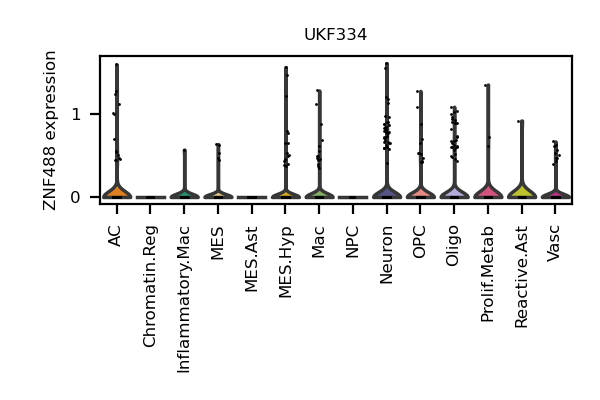 UKF334
ZNF488 expression
1
0
AC
Chromatin.Reg
Inflammatory.Mac
MES
MES.Ast
MES.Hyp
Mac
NPC
Neuron
OPC
Oligo
Prolif.Metab
Reactive.Ast
Vasc